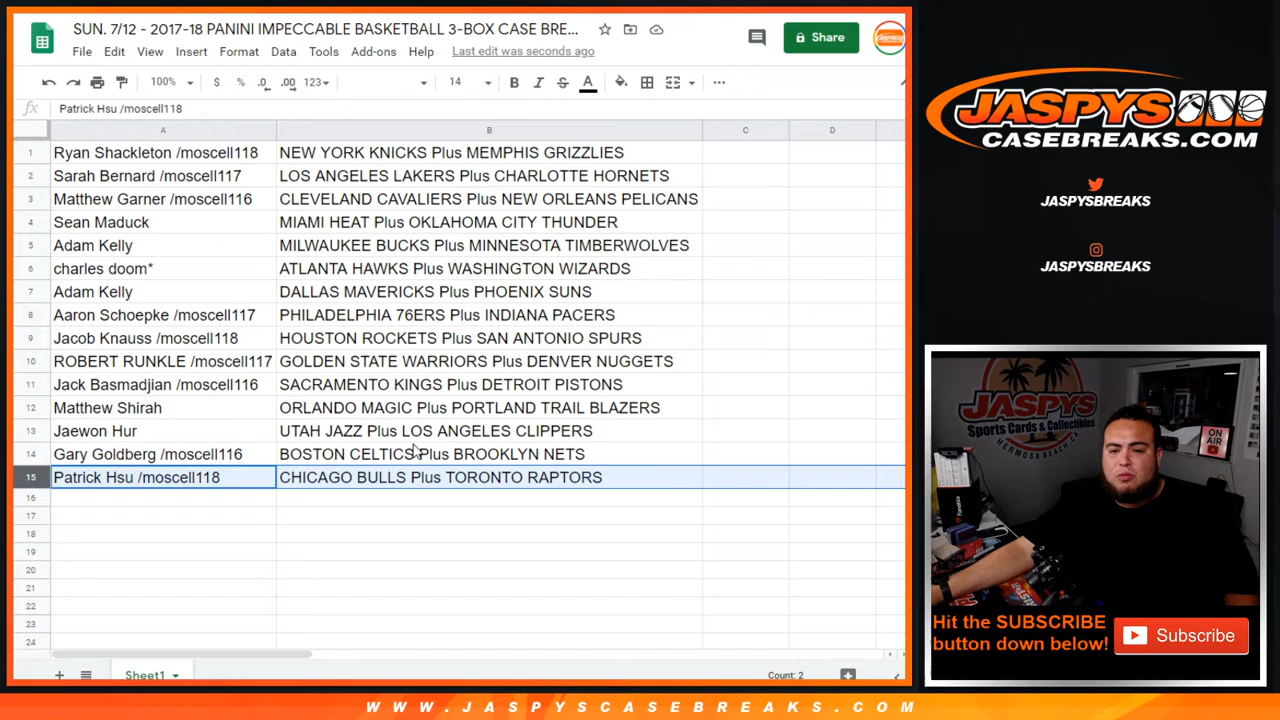 SUN. 7/12 - 2017-18 PANINI IMPECCABLE BASKETBALL 3-BOX CASE BRE...
File Edit View Insert Format Data Tools Add-ons Help Last edit was seconds ago
Share
100% $ % .0 .00 123 14 B I S A
fx Patrick Hsu /moscell118
A B C D
1 Ryan Shackleton /moscell118 NEW YORK KNICKS Plus MEMPHIS GRIZZLIES
2 Sarah Bernard /moscell117 LOS ANGELES LAKERS Plus CHARLOTTE HORNETS
3 Matthew Garner /moscell116 CLEVELAND CAVALIERS Plus NEW ORLEANS PELICANS
4 Sean Maduck MIAMI HEAT Plus OKLAHOMA CITY THUNDER
5 Adam Kelly MILWAUKEE BUCKS Plus MINNESOTA TIMBERWOLVES
6 charles doom* ATLANTA HAWKS Plus WASHINGTON WIZARDS
7 Adam Kelly DALLAS MAVERICKS Plus PHOENIX SUNS
8 Aaron Schoepke /moscell117 PHILADELPHIA 76ERS Plus INDIANA PACERS
9 Jacob Knauss /moscell118 HOUSTON ROCKETS Plus SAN ANTONIO SPURS
10 ROBERT RUNKLE /moscell117 GOLDEN STATE WARRIORS Plus DENVER NUGGETS
11 Jack Basmadjian /moscell116 SACRAMENTO KINGS Plus DETROIT PISTONS
12 Matthew Shirah ORLANDO MAGIC Plus PORTLAND TRAIL BLAZERS
13 Jaewon Hur UTAH JAZZ Plus LOS ANGELES CLIPPERS
14 Gary Goldberg /moscell116 BOSTON CELTICS Plus BROOKLYN NETS
15 Patrick Hsu /moscell118 CHICAGO BULLS Plus TORONTO RAPTORS
16
17
18
19
20
21
22
23
24
Sheet1
Count: 2
JASPYS
CASEBREAKS.COM
JASPYSBREAKS
JASPYSBREAKS
JASPYS
Sports Cards & Collectibles
HERMOSA BEACH, CA
ON AIR
Fanatics
Hit the SUBSCRIBE
button down below!
Subscribe
WWW.JASPYSCASEBREAKS.COM